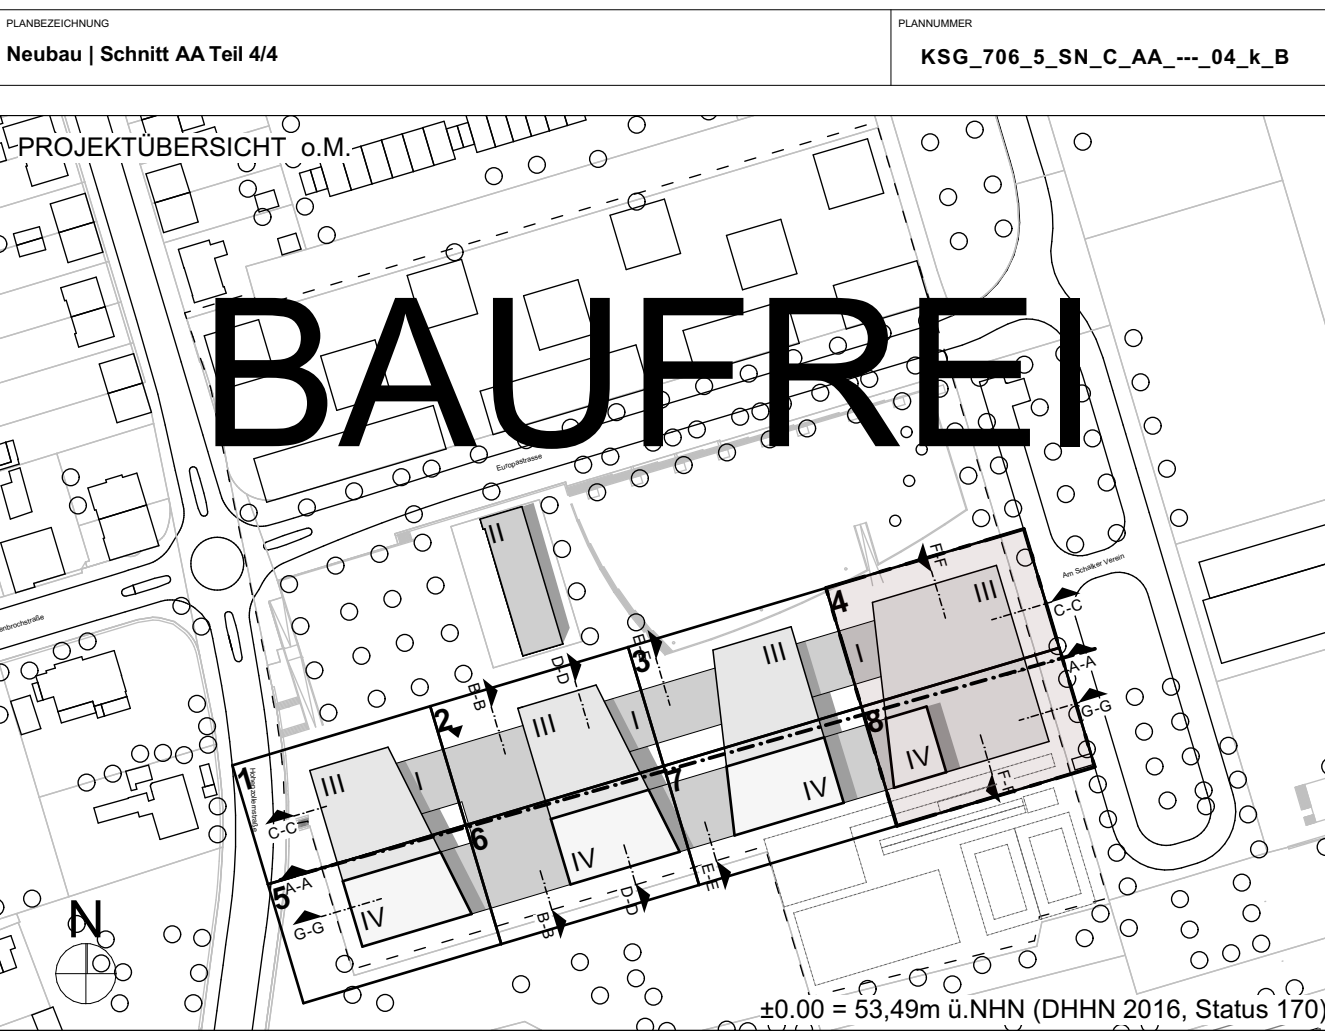 PLANBEZEICHNUNG
Neubau | Schnitt AA Teil 4/4
PLANNUMMER
KSG_706_5_SN_C_AA_---_04_k_B
PROJEKTÜBERSICHT o.M.
BAUFREI
Europastrasse
II
F-F
Am Schalker Verein
4
III
C-C
I
A-A
E-E
3
III
D-D
B-B
G-G
2
III
I
8
IV
F-F
1
III
I
7
IV
Hohenzollernstraße
C-C
6
IV
E-E
A-A
5
IV
D-D
B-B
G-G
N
±0.00 = 53,49m ü.NHN (DHHN 2016, Status 170)